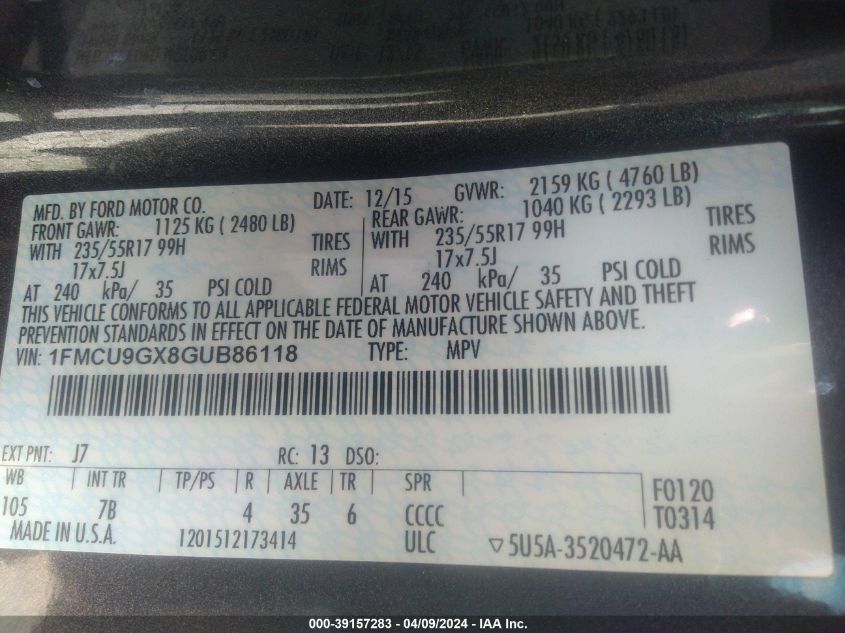 MFD. BY FORD MOTOR CO. DATE: 12/15 GVWR: 2159 KG ( 4760 LB)
FRONT GAWR: 1125 KG ( 2480 LB) REAR GAWR: 1040 KG ( 2293 LB)
WITH 235/55R17 99H TIRES WITH 235/55R17 99H TIRES
17x7.5J RIMS 17x7.5J RIMS
AT 240 kPa/ 35 PSI COLD AT 240 kPa/ 35 PSI COLD
THIS VEHICLE CONFORMS TO ALL APPLICABLE FEDERAL MOTOR VEHICLE SAFETY AND THEFT
PREVENTION STANDARDS IN EFFECT ON THE DATE OF MANUFACTURE SHOWN ABOVE.
VIN: 1FMCU9GX8GUB86118 TYPE: MPV
EXT PNT: J7 RC: 13 DSO:
WB INT TR TP/PS R AXLE TR SPR F0120
105 7B 4 35 6 CCCC T0314
MADE IN U.S.A. 1201512173414 ULC ▽5U5A-3520472-AA
000-39157283 - 04/09/2024 - IAA Inc.